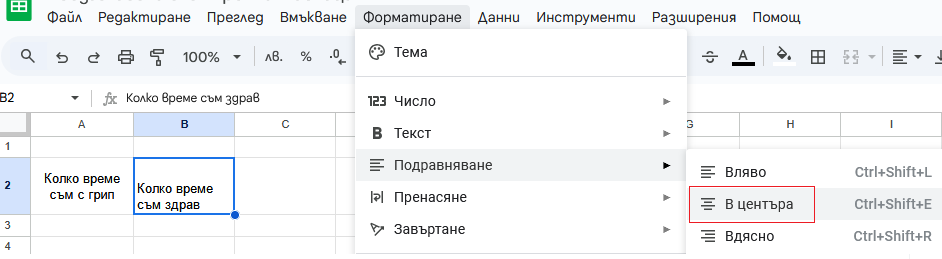 Файл Редактиране Преглед Вмъкване Форматиране Данни Инструменти Разширения Помощ
100% лв. %
Тема
B2 fx Колко време съм здрав
123 Число
A B C G H I
B Текст
1
Подравняване
Вляво Ctrl+Shift+L
2 Колко време съм с грип
Колко време съм здрав
Пренасяне
В центъра Ctrl+Shift+E
3
Завъртане
Вдясно Ctrl+Shift+R
4